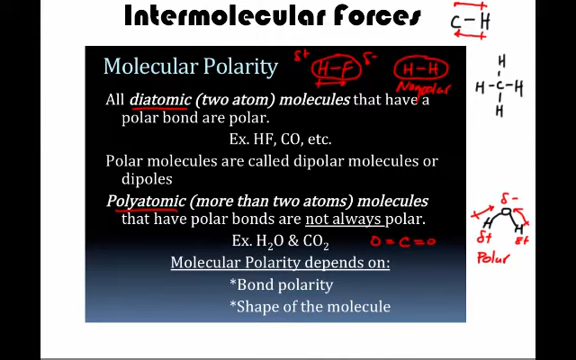 Intermolecular Forces
C-H
Molecular Polarity
δ+ H-F δ-
H-H
Nonpolar
H
H-C-H
H
All diatomic (two atom) molecules that have a
polar bond are polar.
Ex. HF, CO, etc.
Polar molecules are called dipolar molecules or
dipoles
Polyatomic (more than two atoms) molecules
that have polar bonds are not always polar.
Ex. H₂O & CO₂
O=C=O
δ-
O
H H
δ+ δ+
Polar
Molecular Polarity depends on:
*Bond polarity
*Shape of the molecule